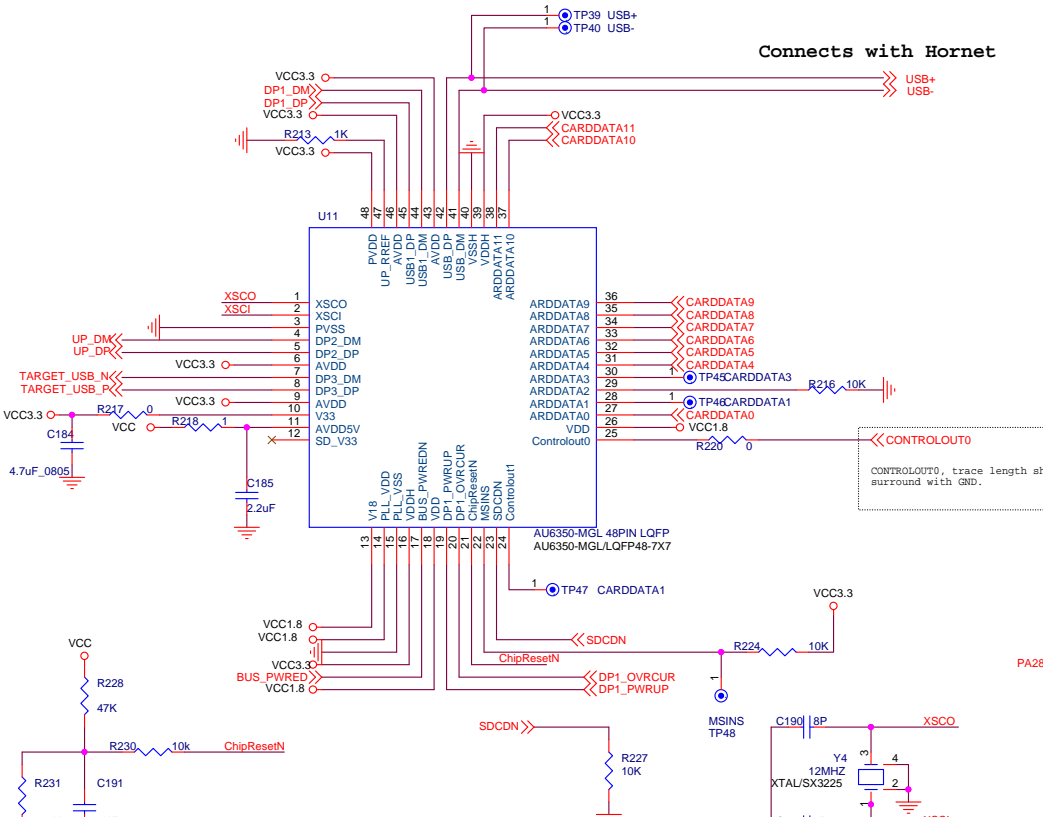 1 TP39 USB+
1 TP40 USB-
Connects with Hornet
VCC3.3
USB+
DP1_DM
USB-
DP1_DP
VCC3.3
VCC3.3
CARDDATA11
R213 1K
CARDDATA10
VCC3.3
U11
48 47 46 45 44 43 42 41 40 39 38 37
PVDD
UP_RREF
AVDD
USB1_DP
USB1_DM
AVDD
USB_DP
USB_DM
VSSH
VDDH
ARDDATA11
ARDDATA10
XSCO 1 XSCO
XSCI 2 XSCI
3 PVSS
UP_DM 4 DP2_DM
UP_DP 5 DP2_DP
VCC3.3 6 AVDD
TARGET_USB_N 7 DP3_DM
TARGET_USB_P 8 DP3_DP
VCC3.3 9 AVDD
VCC3.3 R217 0 10 V33
VCC R218 1 11 AVDD5V
12 SD_V33
C184
4.7uF_0805
C185
2.2uF
ARDDATA9 36 CARDDATA9
ARDDATA8 35 CARDDATA8
ARDDATA7 34 CARDDATA7
ARDDATA6 33 CARDDATA6
ARDDATA5 32 CARDDATA5
ARDDATA4 31 CARDDATA4
ARDDATA3 30 1 TP45 CARDDATA3
ARDDATA2 29 R216 10K
ARDDATA1 28 1 TP46 CARDDATA1
ARDDATA0 27 CARDDATA0
VDD 26 VCC1.8
Controlout0 25 R220 0 CONTROLOUT0
CONTROLOUT0, trace length sh
surround with GND.
V18
PLL_VDD
PLL_VSS
VDDH
BUS_PWREDN
VDD
DP1_PWRUP
DP1_OVRCUR
ChipResetN
MSINS
SDCDN
Controlout1
13 14 15 16 17 18 19 20 21 22 23 24
AU6350-MGL 48PIN LQFP
AU6350-MGL/LQFP48-7X7
1 TP47 CARDDATA1
VCC3.3
VCC1.8
VCC1.8
SDCDN
R224 10K
ChipResetN
VCC3.3
BUS_PWRED
DP1_OVRCUR
VCC1.8
DP1_PWRUP
PA28
1
MSINS
TP48
VCC
R228
47K
R230 10k ChipResetN
R231
C191
SDCDN
R227
10K
C190 8P XSCO
3
Y4
12MHZ
XTAL/SX3225
4
2
1